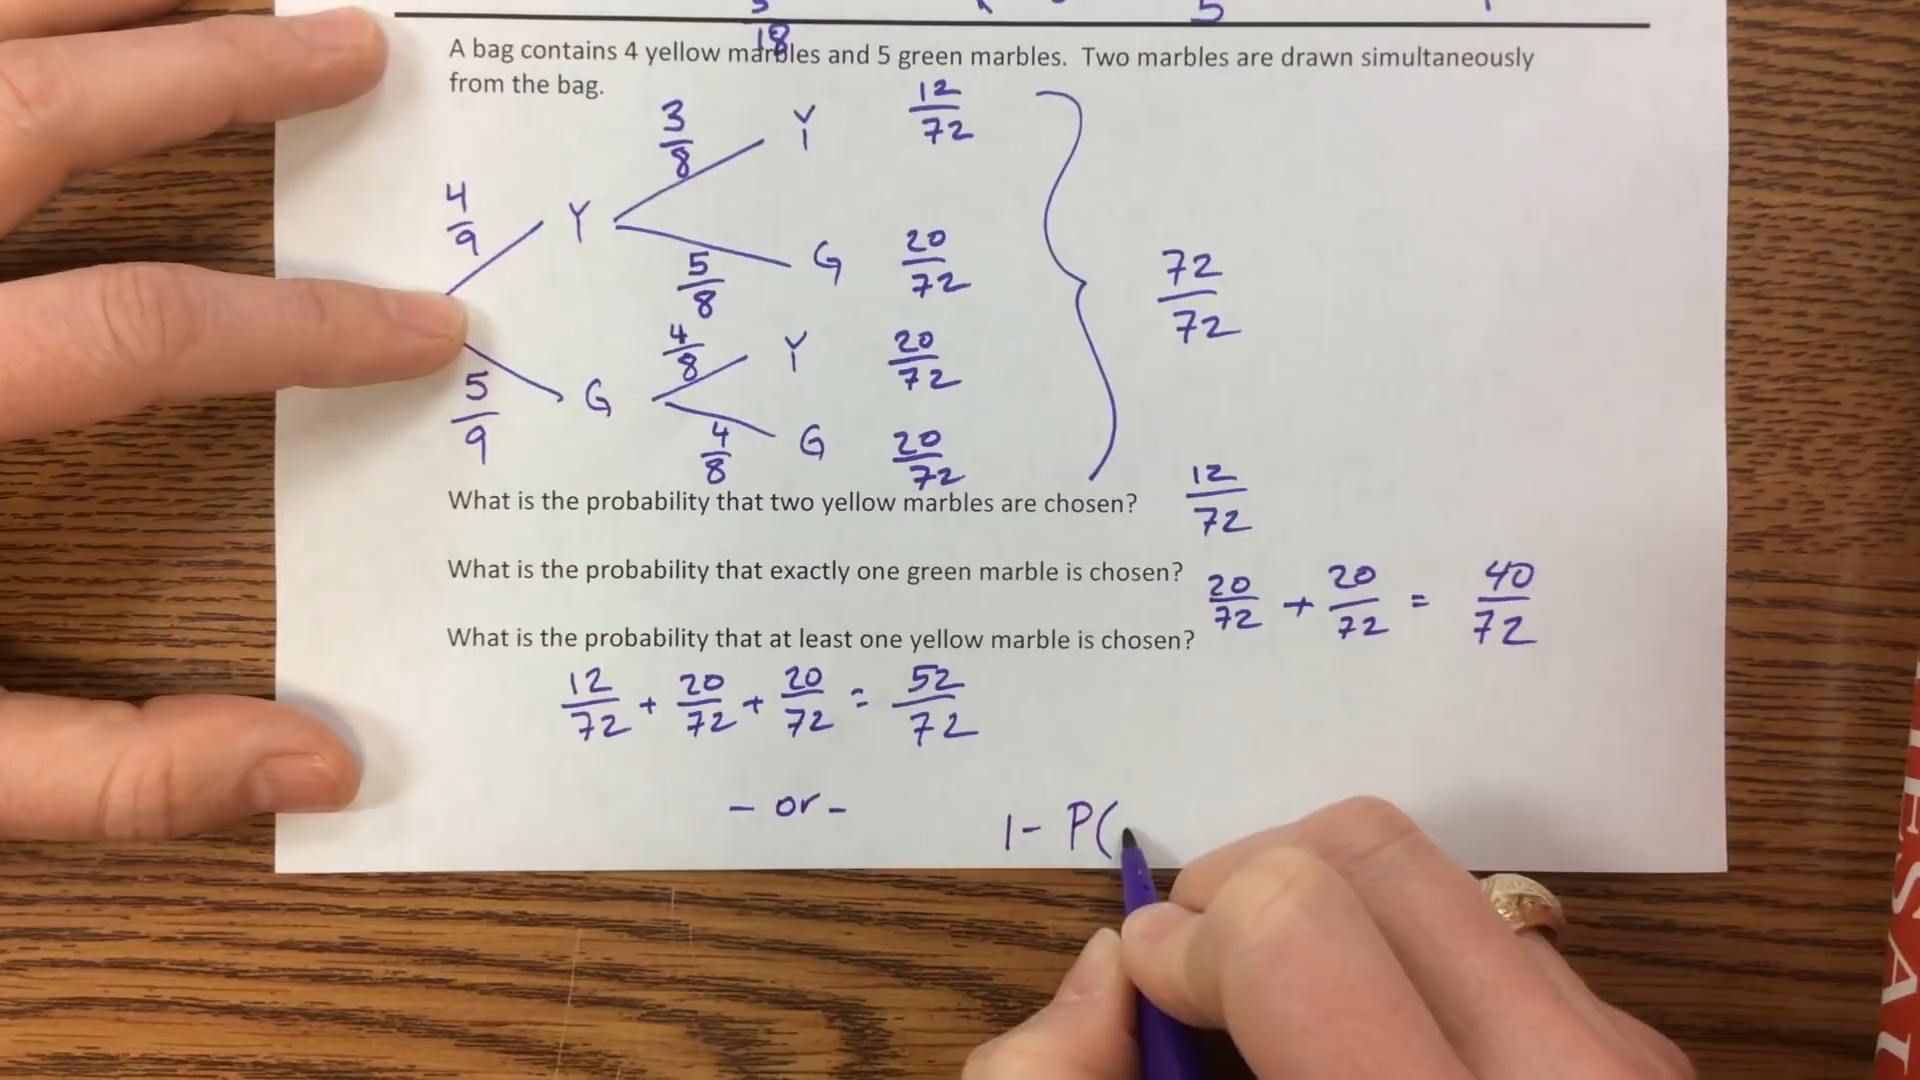 18
A bag contains 4 yellow marbles and 5 green marbles. Two marbles are drawn simultaneously
from the bag.
3/8 Y 12/72
4/9 Y
5/8 G 20/72
72/72
4/8 Y 20/72
5/9 G
4/8 G 20/72
What is the probability that two yellow marbles are chosen? 12/72
What is the probability that exactly one green marble is chosen? 20/72 + 20/72 = 40/72
What is the probability that at least one yellow marble is chosen?
12/72 + 20/72 + 20/72 = 52/72
- or - 1 - P(